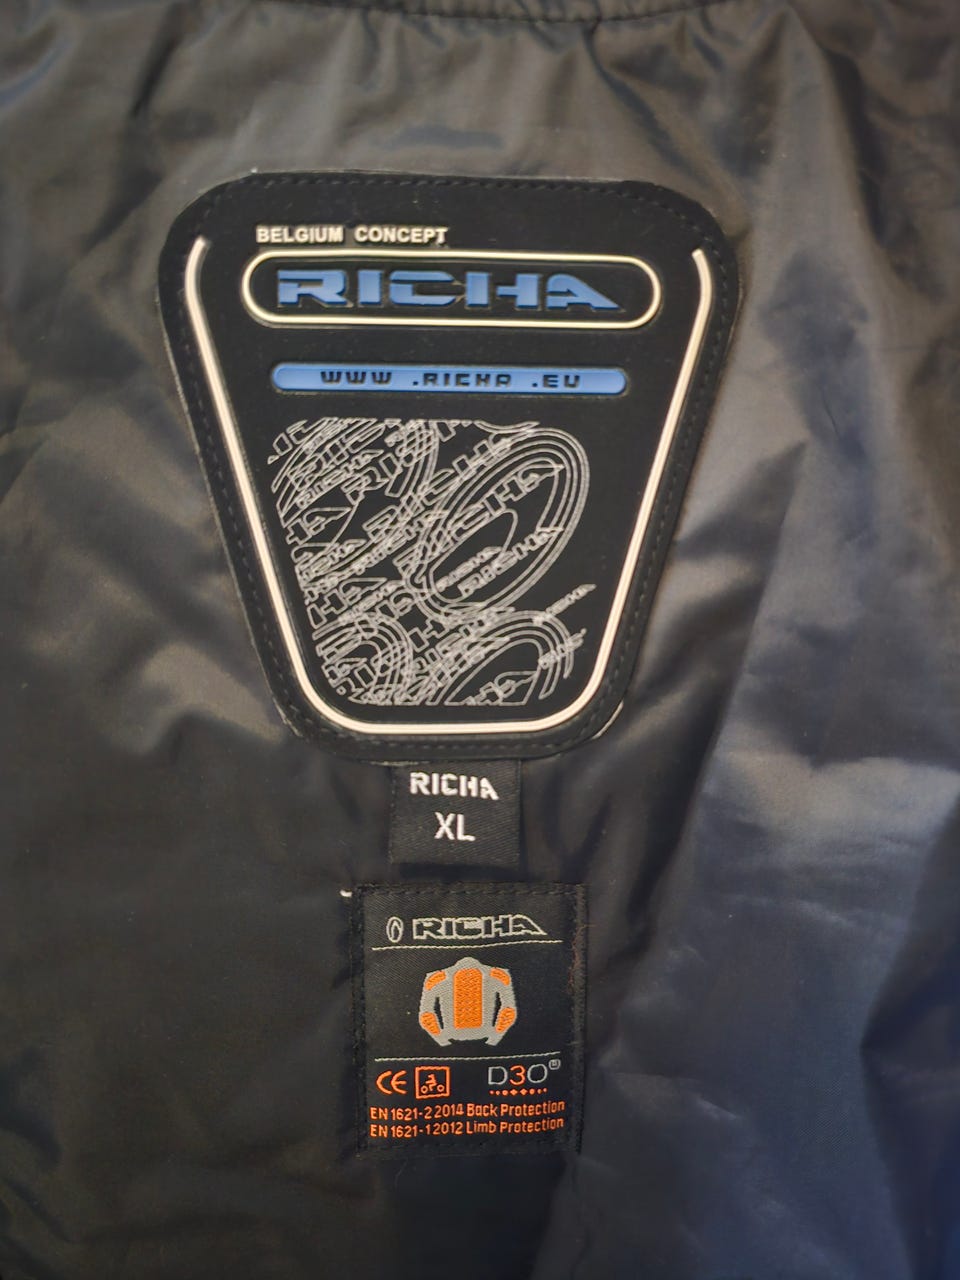 BELGIUM CONCEPT
RICHA
WWW .RICHA .EU
RICHA
XL
RICHA
CE D3O
EN 1621-2 2014 Back Protection
EN 1621-1 2012 Limb Protection